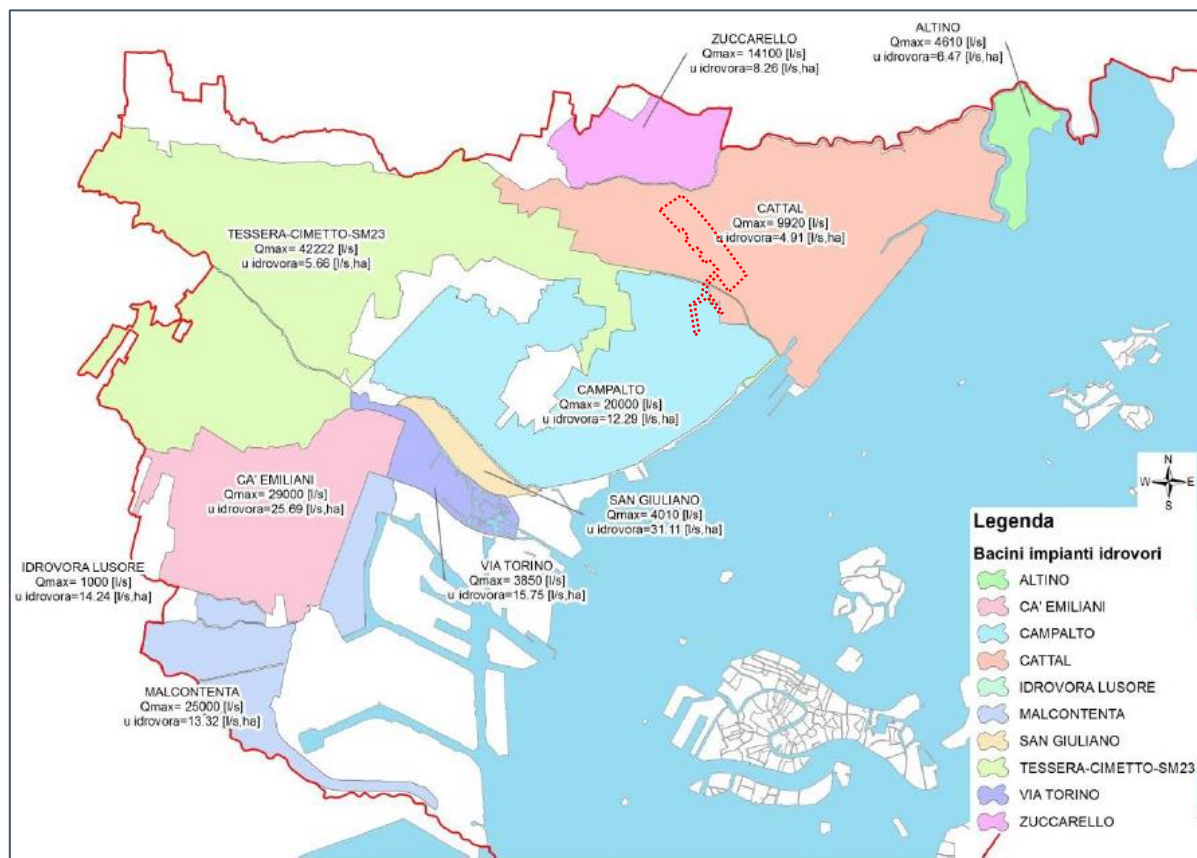 ALTINO
Qmax= 4610 [l/s]
u idrovora=6.47 [l/s,ha]
ZUCCARELLO
Qmax= 14100 [l/s]
u idrovora=8.26 [l/s,ha]
CATTAL
Qmax= 9920 [l/s]
u idrovora=4.91 [l/s,ha]
TESSERA-CIMETTO-SM23
Qmax= 42222 [l/s]
u idrovora=5.66 [l/s,ha]
CAMPALTO
Qmax= 20000 [l/s]
u idrovora=12.29 [l/s,ha]
CA' EMILIANI
Qmax= 29000 [l/s]
u idrovora=25.69 [l/s,ha]
SAN GIULIANO
Qmax= 4010 [l/s]
u idrovora=31.11 [l/s,ha]
IDROVORA LUSORE
Qmax= 1000 [l/s]
u idrovora=14.24 [l/s,ha]
VIA TORINO
Qmax= 3850 [l/s]
u idrovora=15.75 [l/s,ha]
MALCONTENTA
Qmax= 25000 [l/s]
u idrovora=13.32 [l/s,ha]
N
W E
S
Legenda
Bacini impianti idrovori
ALTINO
CA' EMILIANI
CAMPALTO
CATTAL
IDROVORA LUSORE
MALCONTENTA
SAN GIULIANO
TESSERA-CIMETTO-SM23
VIA TORINO
ZUCCARELLO